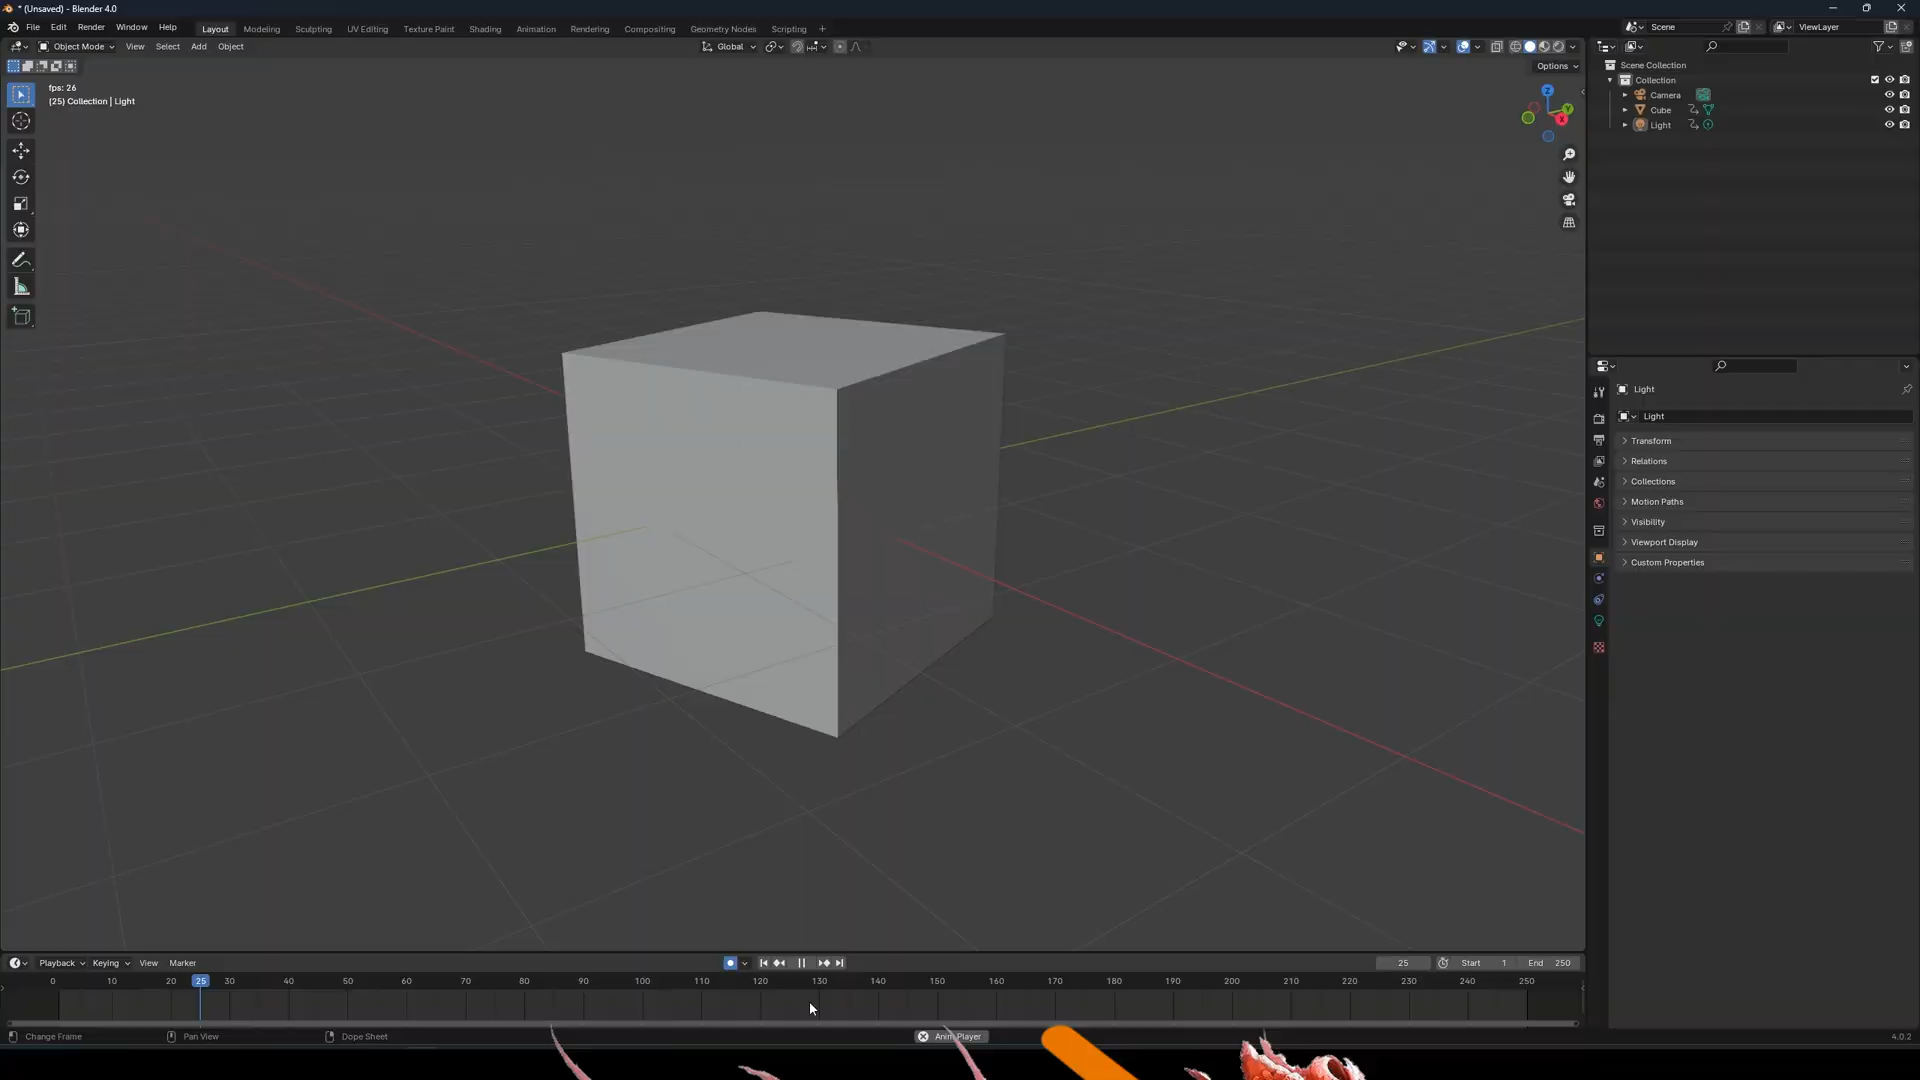 * (Unsaved) - Blender 4.0
File Edit Render Window Help Layout Modeling Sculpting UV Editing Texture Paint Shading Animation Rendering Compositing Geometry Nodes Scripting + Scene ViewLayer
Object Mode View Select Add Object Global
Options
fps: 26
(25) Collection | Light
Z
Y
X
Scene Collection
Collection
Camera
Cube
Light
Light
Light
Transform
Relations
Collections
Motion Paths
Visibility
Viewport Display
Custom Properties
Playback Keying View Marker 25 Start 1 End 250
0 10 20 25 30 40 50 60 70 80 90 100 110 120 130 140 150 160 170 180 190 200 210 220 230 240 250
Change Frame Pan View Dope Sheet Anim Player 4.0.2